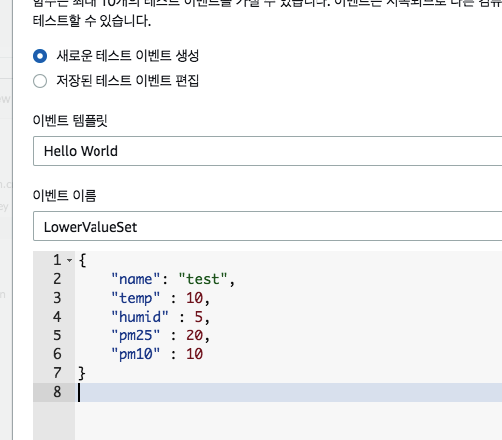 함수는 최대 10개의 테스트 이벤트를 가질 수 있습니다. 이벤트는 지속되므로 다른 컴퓨
테스트할 수 있습니다.
새로운 테스트 이벤트 생성
저장된 테스트 이벤트 편집
이벤트 템플릿
Hello World
이벤트 이름
LowerValueSet
1 {
2 "name": "test",
3 "temp" : 10,
4 "humid" : 5,
5 "pm25" : 20,
6 "pm10" : 10
7 }
8